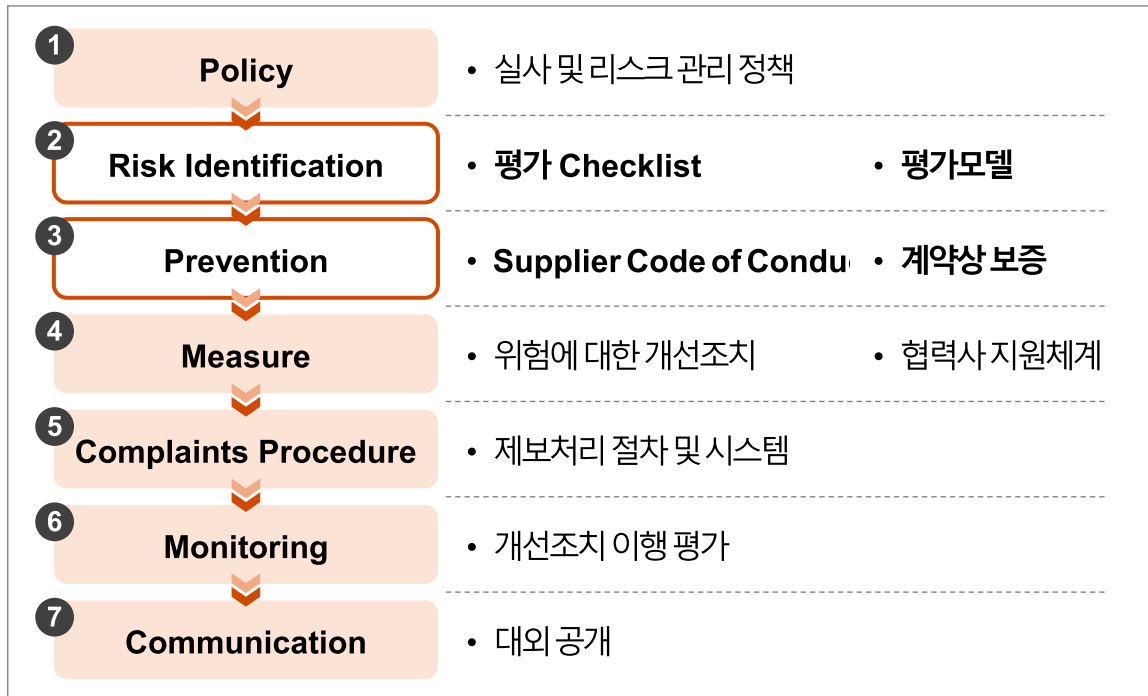 1
Policy
• 실사 및 리스크 관리 정책
2
Risk Identification
• 평가 Checklist • 평가모델
3
Prevention
• Supplier Code of Condu • 계약상 보증
4
Measure
• 위험에 대한 개선조치 • 협력사 지원체계
5
Complaints Procedure
• 제보처리 절차 및 시스템
6
Monitoring
• 개선조치 이행 평가
7
Communication
• 대외 공개